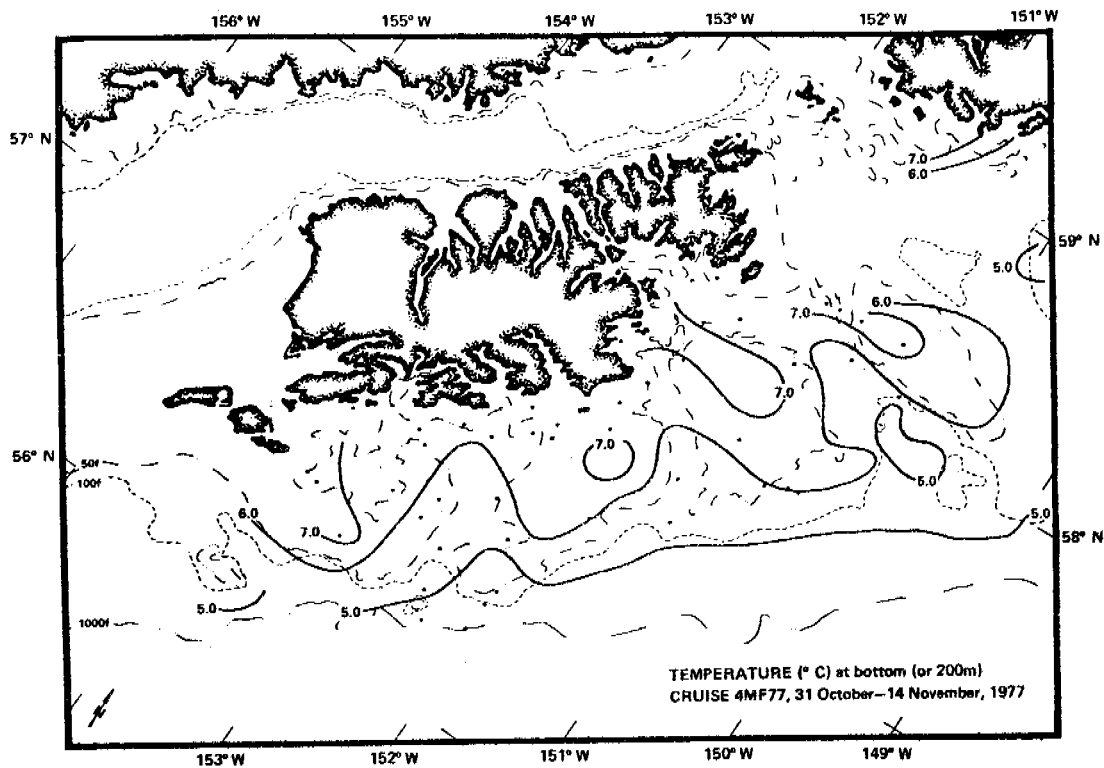 156° W 155° W 154° W 153° W 152° W 151° W
57° N
7.0
6.0
59° N
5.0
6.0
7.0
7.0
7.0
56° N
50f
100f
5.0
6.0
7.0
5.0
58° N
5.0
5.0
1000f
TEMPERATURE (° C) at bottom (or 200m)
CRUISE 4MF77, 31 October—14 November, 1977
N
153° W 152° W 151° W 150° W 149° W